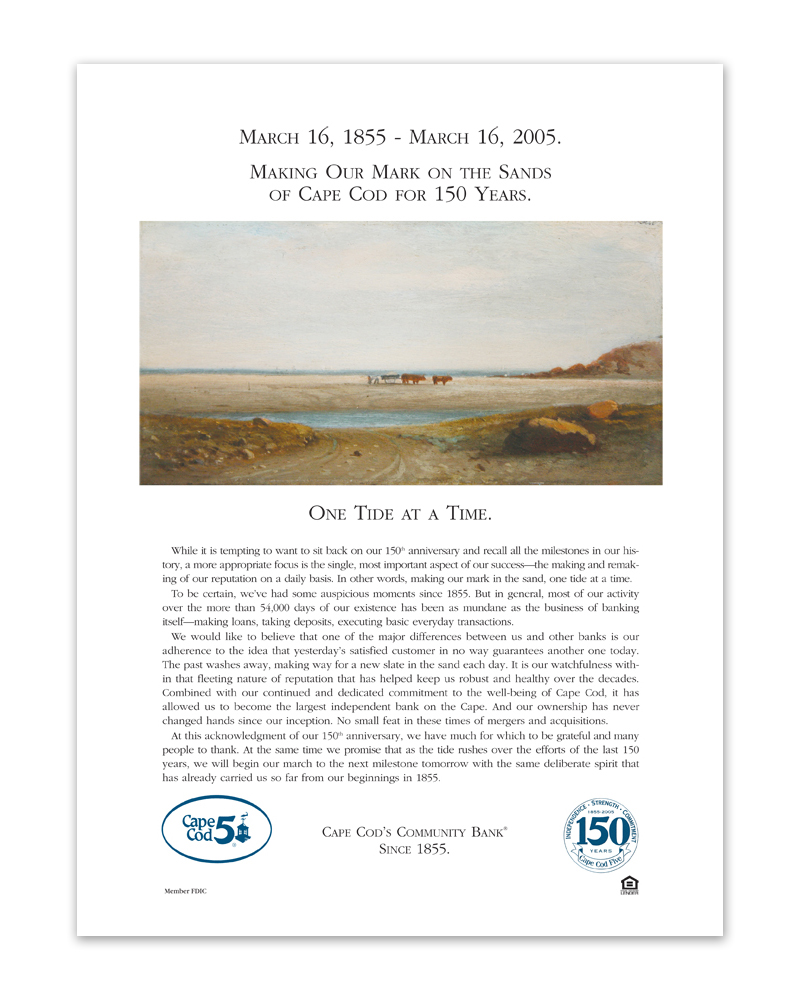 March 16, 1855 - March 16, 2005.
Making Our Mark on the Sands
of Cape Cod for 150 Years.
One Tide at a Time.
While it is tempting to want to sit back on our 150th anniversary and recall all the milestones in our his-
tory, a more appropriate focus is the single, most important aspect of our success—the making and remak-
ing of our reputation on a daily basis. In other words, making our mark in the sand, one tide at a time.
To be certain, we've had some auspicious moments since 1855. But in general, most of our activity
over the more than 54,000 days of our existence has been as mundane as the business of banking
itself—making loans, taking deposits, executing basic everyday transactions.
We would like to believe that one of the major differences between us and other banks is our
adherence to the idea that yesterday's satisfied customer in no way guarantees another one today.
The past washes away, making way for a new slate in the sand each day. It is our watchfulness with-
in that fleeting nature of reputation that has helped keep us robust and healthy over the decades.
Combined with our continued and dedicated commitment to the well-being of Cape Cod, it has
allowed us to become the largest independent bank on the Cape. And our ownership has never
changed hands since our inception. No small feat in these times of mergers and acquisitions.
At this acknowledgment of our 150th anniversary, we have much for which to be grateful and many
people to thank. At the same time we promise that as the tide rushes over the efforts of the last 150
years, we will begin our march to the next milestone tomorrow with the same deliberate spirit that
has already carried us so far from our beginnings in 1855.
Cape
Cod 5®
Cape Cod's Community Bank®
Since 1855.
Independence • Strength • Commitment
1855-2005
150
Years
Cape Cod Five
Member FDIC
LENDER